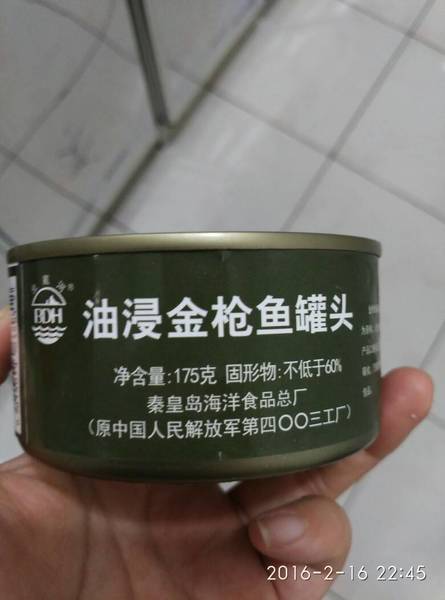 BDH
油浸金枪鱼罐头
净含量:175克 固形物:不低于60%
秦皇岛海洋食品总厂
(原中国人民解放军第四〇〇三工厂)
2016-2-16 22:45